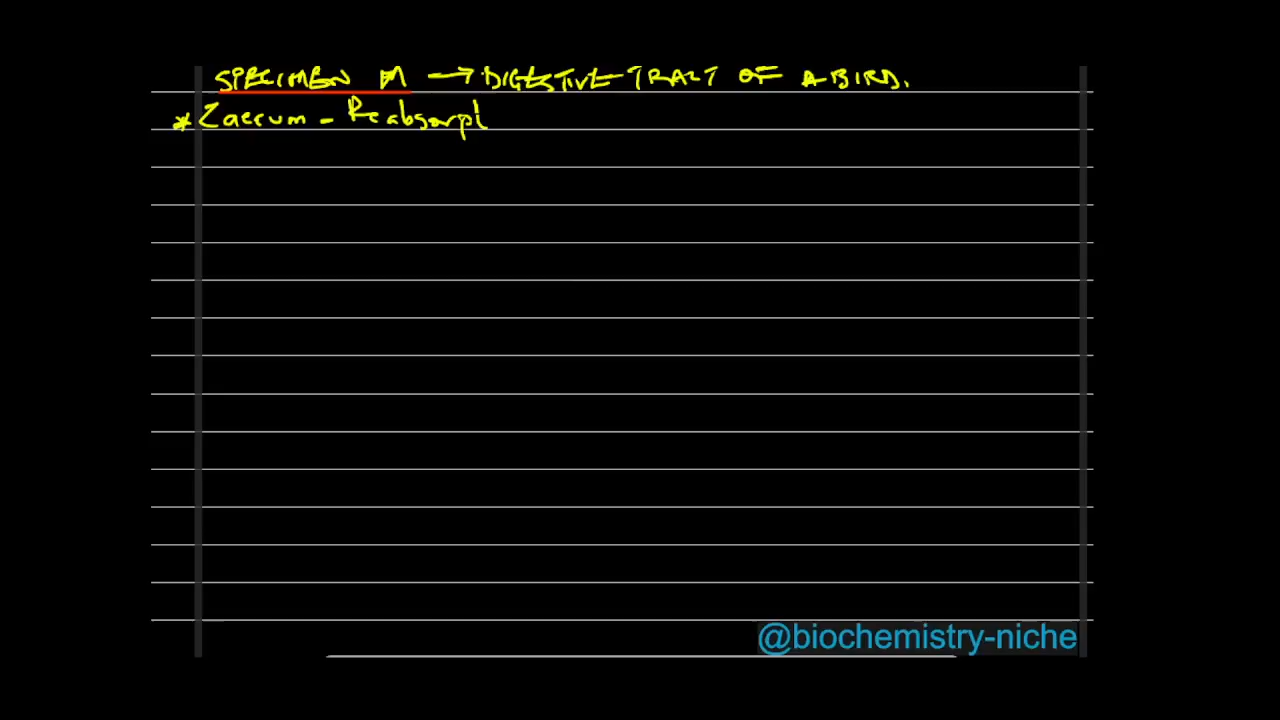 SPECIMEN M → DIGESTIVE TRACT OF A BIRD.
* Caecum - Reabsorpt
@biochemistry-niche